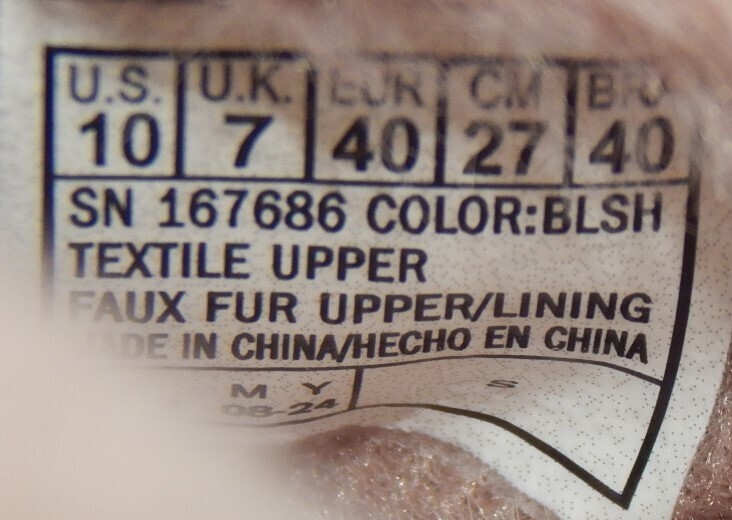 U.S. U.K. EUR CM BRA
10 7 40 27 40
SN 167686 COLOR:BLSH
TEXTILE UPPER
FAUX FUR UPPER/LINING
MADE IN CHINA/HECHO EN CHINA
M Y S
08-24